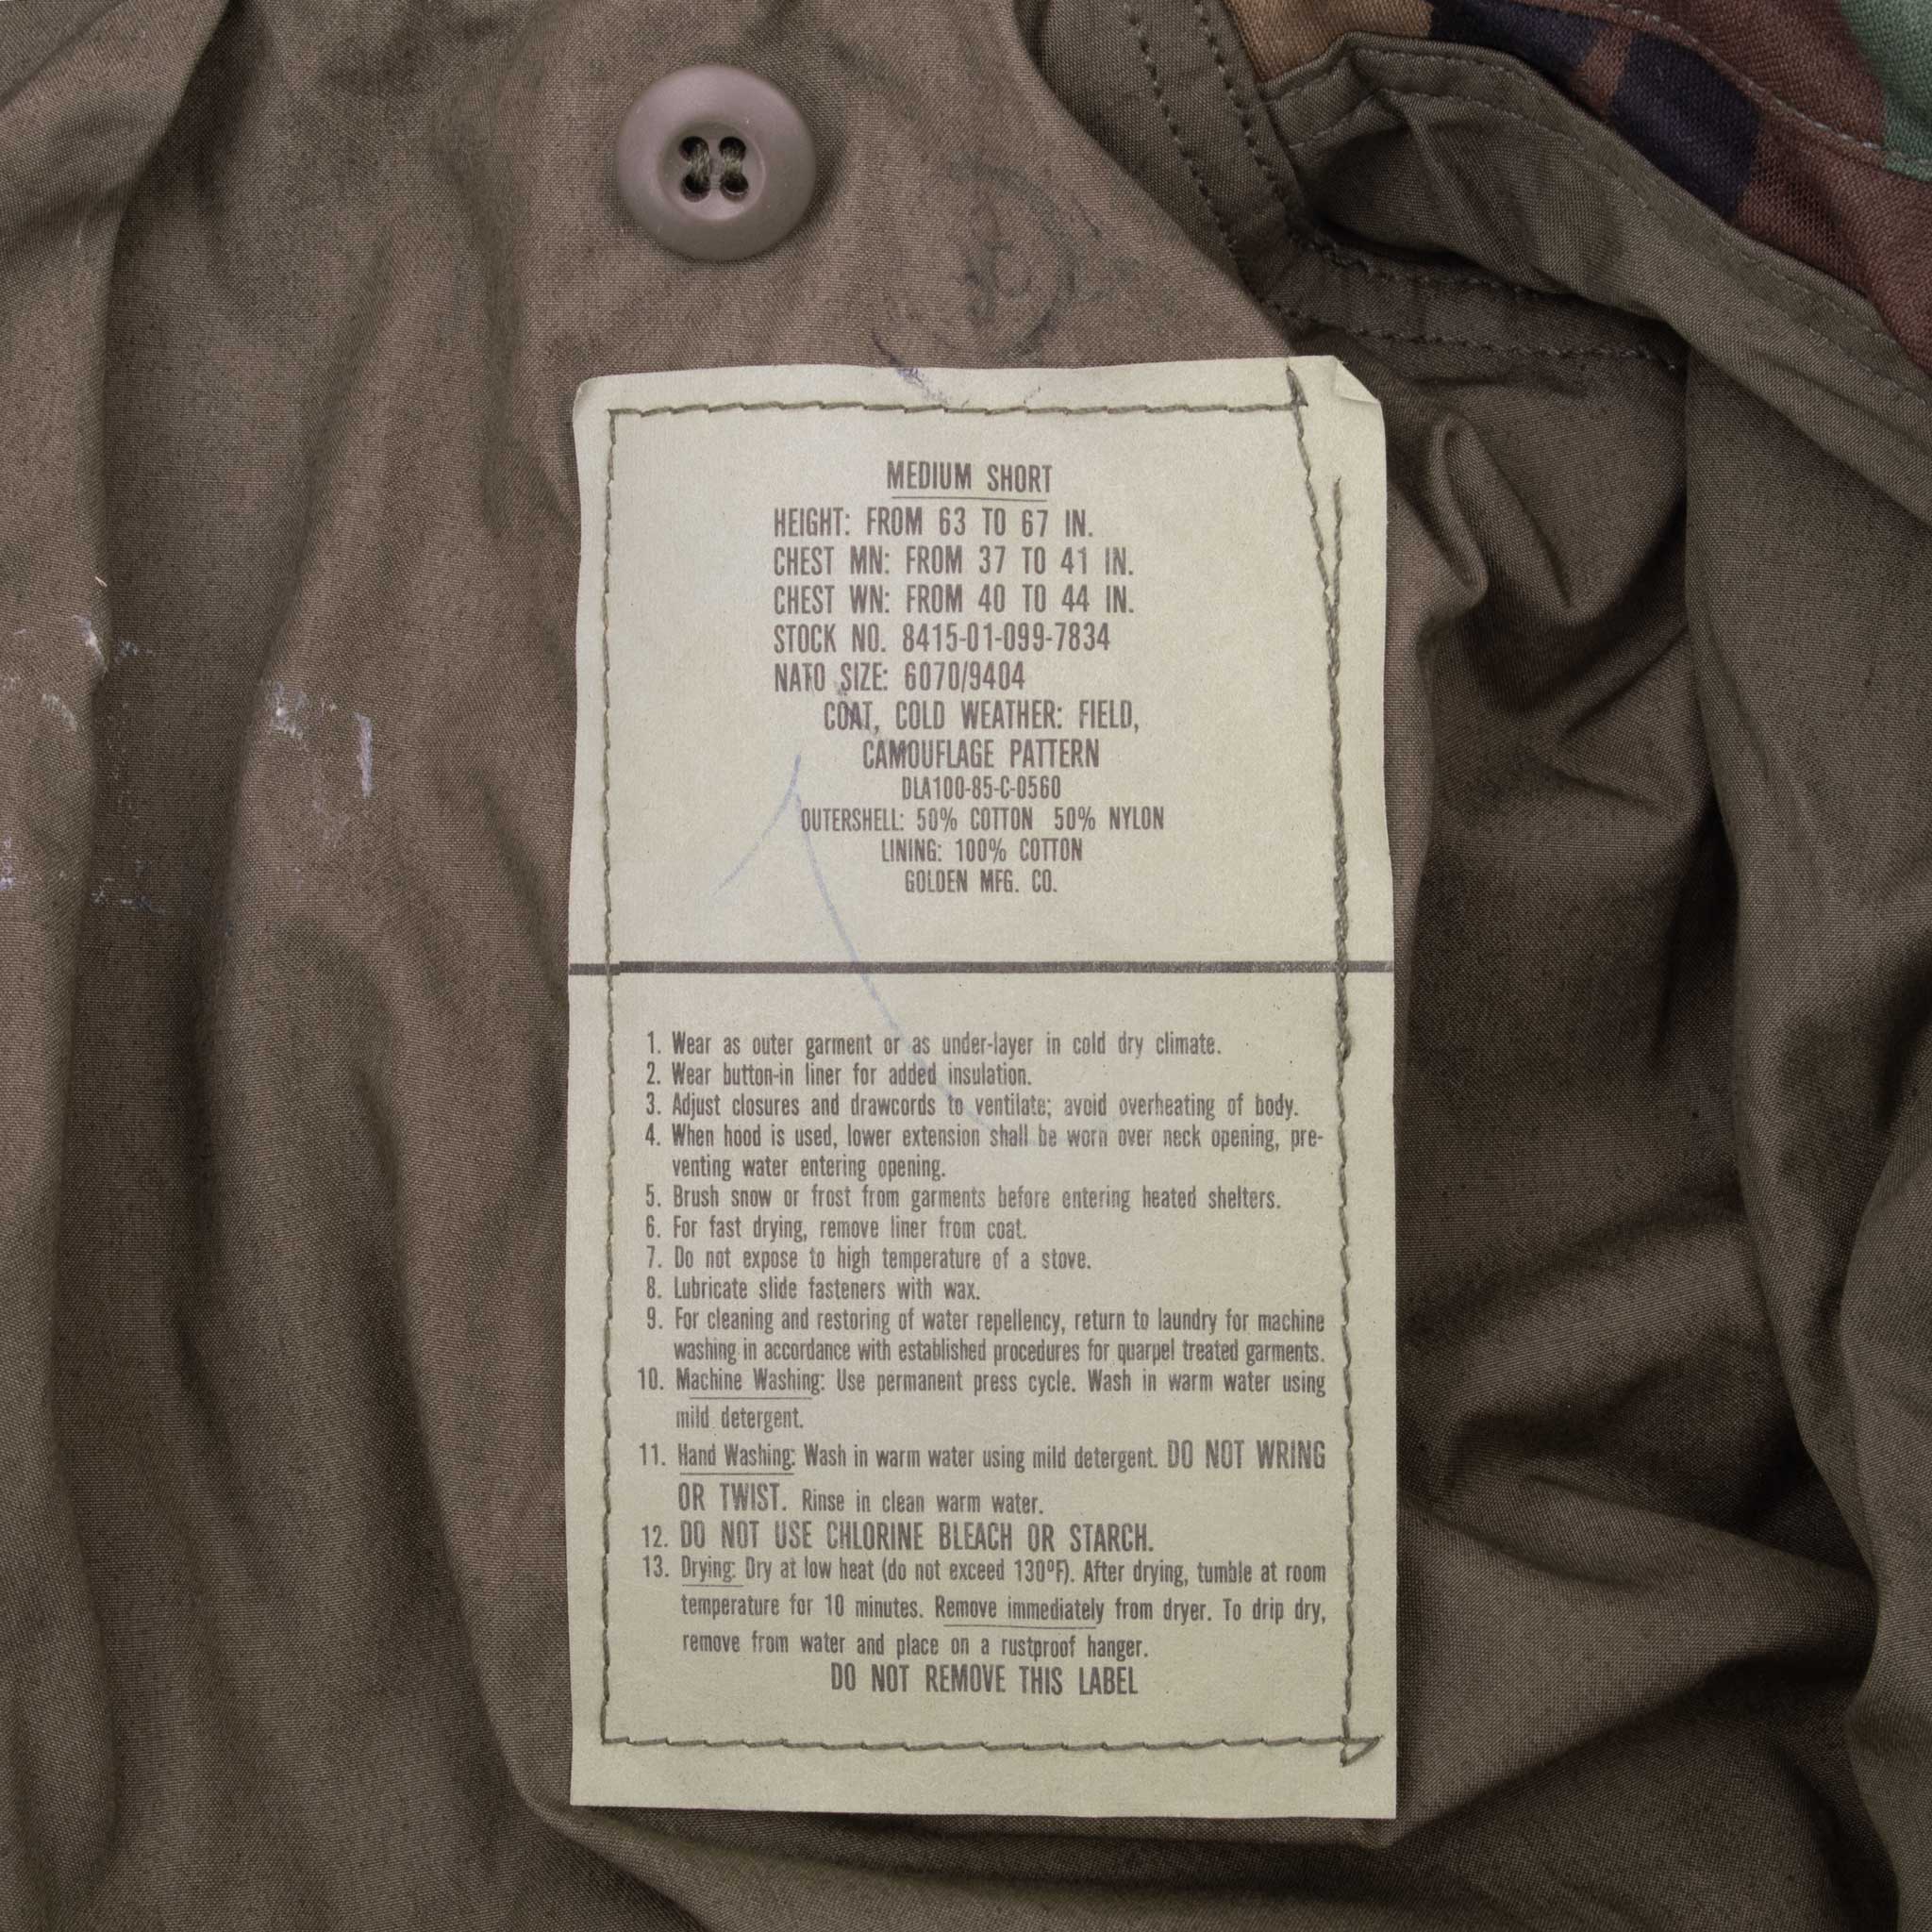 MEDIUM SHORT
HEIGHT: FROM 63 TO 67 IN.
CHEST MN: FROM 37 TO 41 IN.
CHEST WN: FROM 40 TO 44 IN.
STOCK NO. 8415-01-099-7834
NATO SIZE: 6070/9404
COAT, COLD WEATHER: FIELD,
CAMOUFLAGE PATTERN
DLA100-85-C-0560
OUTERSHELL: 50% COTTON 50% NYLON
LINING: 100% COTTON
GOLDEN MFG. CO.
1. Wear as outer garment or as under-layer in cold dry climate.
2. Wear button-in liner for added insulation.
3. Adjust closures and drawcords to ventilate; avoid overheating of body.
4. When hood is used, lower extension shall be worn over neck opening, pre-
venting water entering opening.
5. Brush snow or frost from garments before entering heated shelters.
6. For fast drying, remove liner from coat.
7. Do not expose to high temperature of a stove.
8. Lubricate slide fasteners with wax.
9. For cleaning and restoring of water repellency, return to laundry for machine
washing in accordance with established procedures for quarpel treated garments.
10. Machine Washing: Use permanent press cycle. Wash in warm water using
mild detergent.
11. Hand Washing: Wash in warm water using mild detergent. DO NOT WRING
OR TWIST. Rinse in clean warm water.
12. DO NOT USE CHLORINE BLEACH OR STARCH.
13. Drying: Dry at low heat (do not exceed 130ºF). After drying, tumble at room
temperature for 10 minutes. Remove immediately from dryer. To drip dry,
remove from water and place on a rustproof hanger.
DO NOT REMOVE THIS LABEL